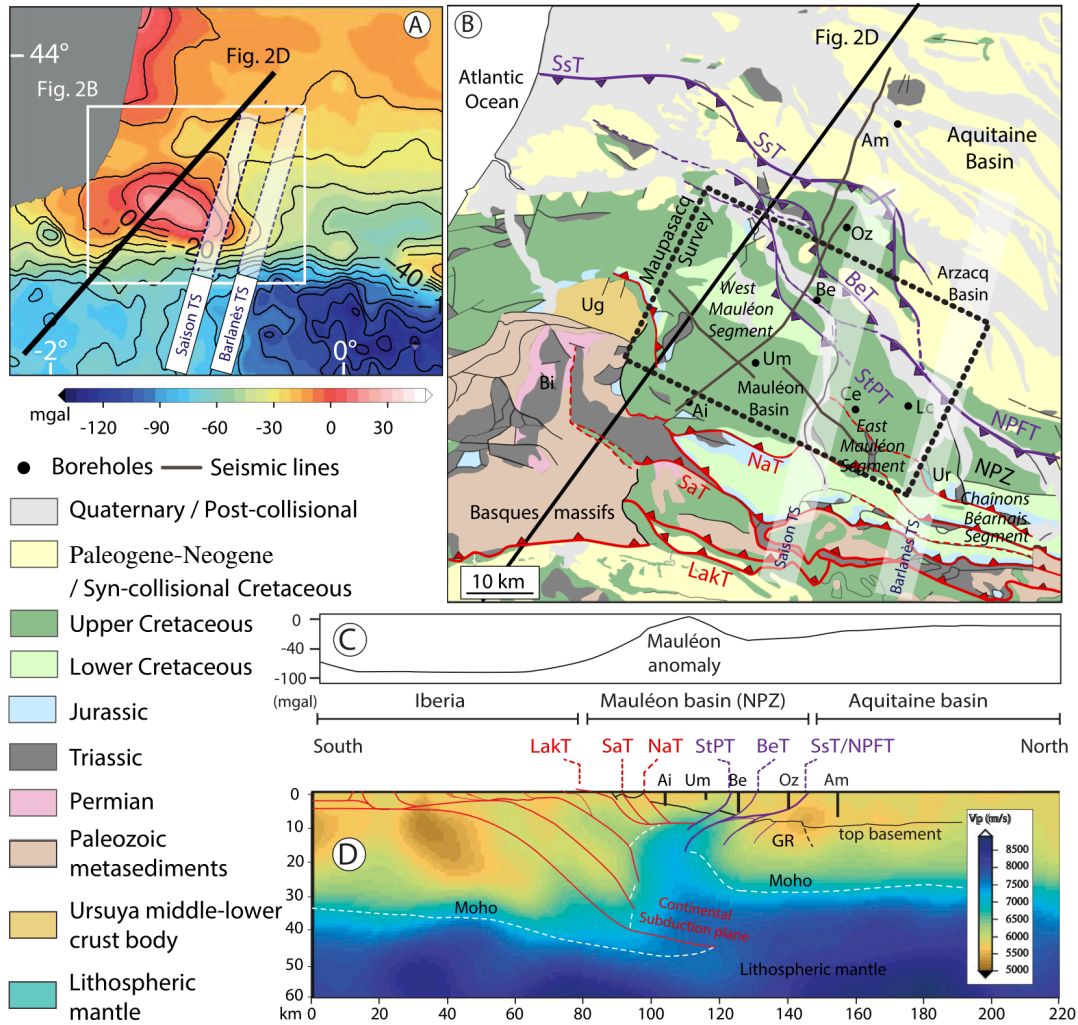 A
44°
Fig. 2D
Fig. 2B
0
-20
-40
Saison TS
Barlanès TS
-2°
0°
mgal
-120
-90
-60
-30
0
30
Boreholes
Seismic lines
Quaternary / Post-collisional
Paleogene-Neogene
/ Syn-collisional Cretaceous
Upper Cretaceous
Lower Cretaceous
Jurassic
Triassic
Permian
Paleozoic
metasediments
Ursuya middle-lower
crust body
Lithospheric
mantle
B
Fig. 2D
SsT
Atlantic
Ocean
SsT
Am
Aquitaine
Basin
Maupasacq
Survey
Oz
Arzacq
Basin
West
Mauléon
Segment
Be
BeT
Ug
Um
Mauléon
Basin
StPT
Bi
Ai
Ce
Lc
East
Mauléon
Segment
NPFT
NaT
NPZ
Ur
SaT
Chaînons
Béarnais
Segment
Basques massifs
LakT
Saison TS
Barlanès TS
10 km
C
0
-40
-100
(mgal)
Mauléon
anomaly
Iberia
Mauléon basin (NPZ)
Aquitaine basin
South
LakT
SaT
NaT
StPT
BeT
SsT/NPFT
North
Ai
Um
Be
Oz
Am
D
0
10
20
30
40
50
60
top basement
GR
Moho
Moho
Continental
Subduction plane
Lithospheric mantle
Vp (m/s)
8500
8000
7500
7000
6500
6000
5500
5000
km
0
20
40
60
80
100
120
140
160
180
200
220